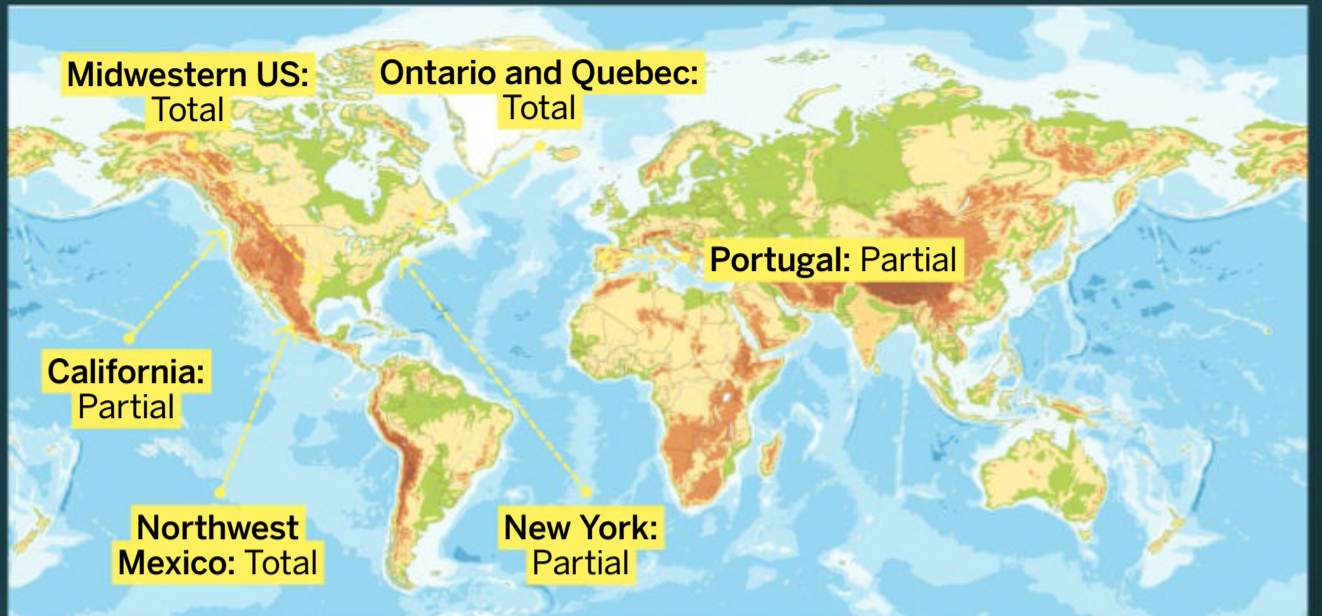 Midwestern US:
Total
Ontario and Quebec:
Total
Portugal: Partial
California:
Partial
Northwest
Mexico: Total
New York:
Partial